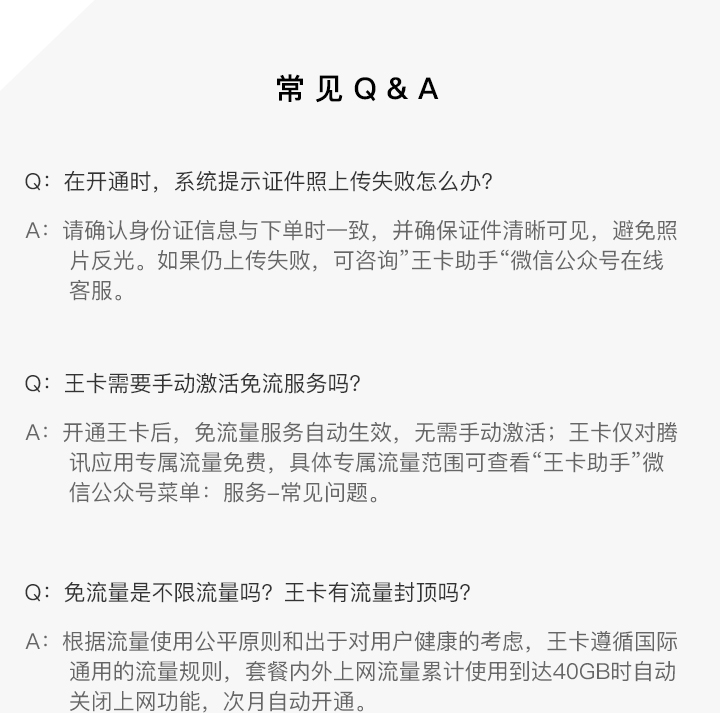 常见Q&A
Q：在开通时，系统提示证件照上传失败怎么办？
A：请确认身份证信息与下单时一致，并确保证件清晰可见，避免照
片反光。如果仍上传失败，可咨询”王卡助手“微信公众号在线
客服。
Q：王卡需要手动激活免流服务吗？
A：开通王卡后，免流量服务自动生效，无需手动激活；王卡仅对腾
讯应用专属流量免费，具体专属流量范围可查看“王卡助手”微
信公众号菜单：服务–常见问题。
Q：免流量是不限流量吗？王卡有流量封顶吗？
A：根据流量使用公平原则和出于对用户健康的考虑，王卡遵循国际
通用的流量规则，套餐内外上网流量累计使用到达40GB时自动
关闭上网功能，次月自动开通。